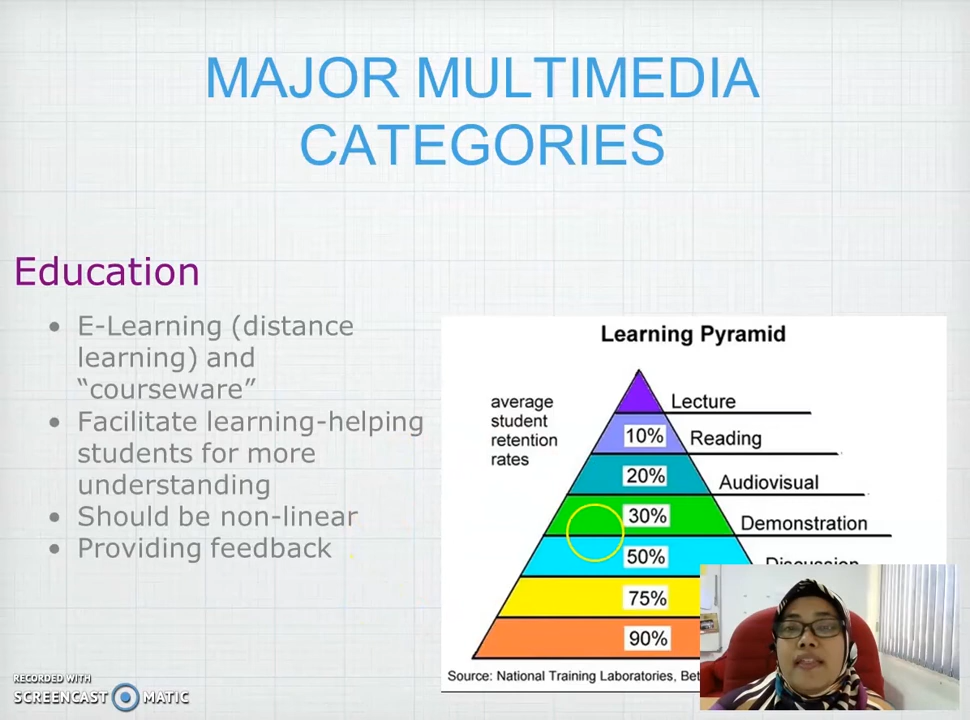 MAJOR MULTIMEDIA
CATEGORIES
Education
• E-Learning (distance
learning) and
“courseware”
• Facilitate learning-helping
students for more
understanding
• Should be non-linear
• Providing feedback
Learning Pyramid
average
student
retention
rates
Lecture
10% Reading
20% Audiovisual
30% Demonstration
50% Discussion
75%
90%
Source: National Training Laboratories, Bet
RECORDED WITH
SCREENCAST MATIC